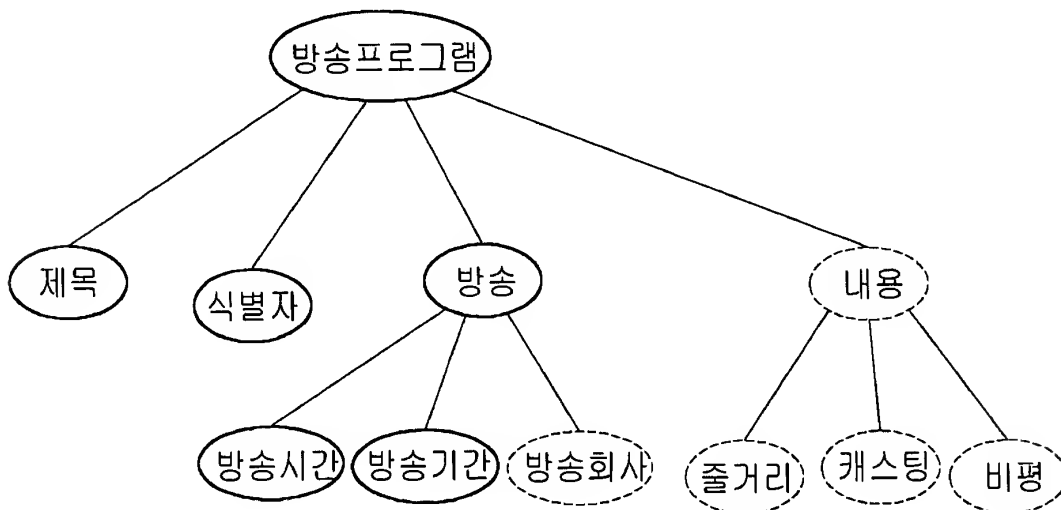 방송프로그램
제목
식별자
방송
내용
방송시간
방송기간
방송회사
줄거리
캐스팅
비평